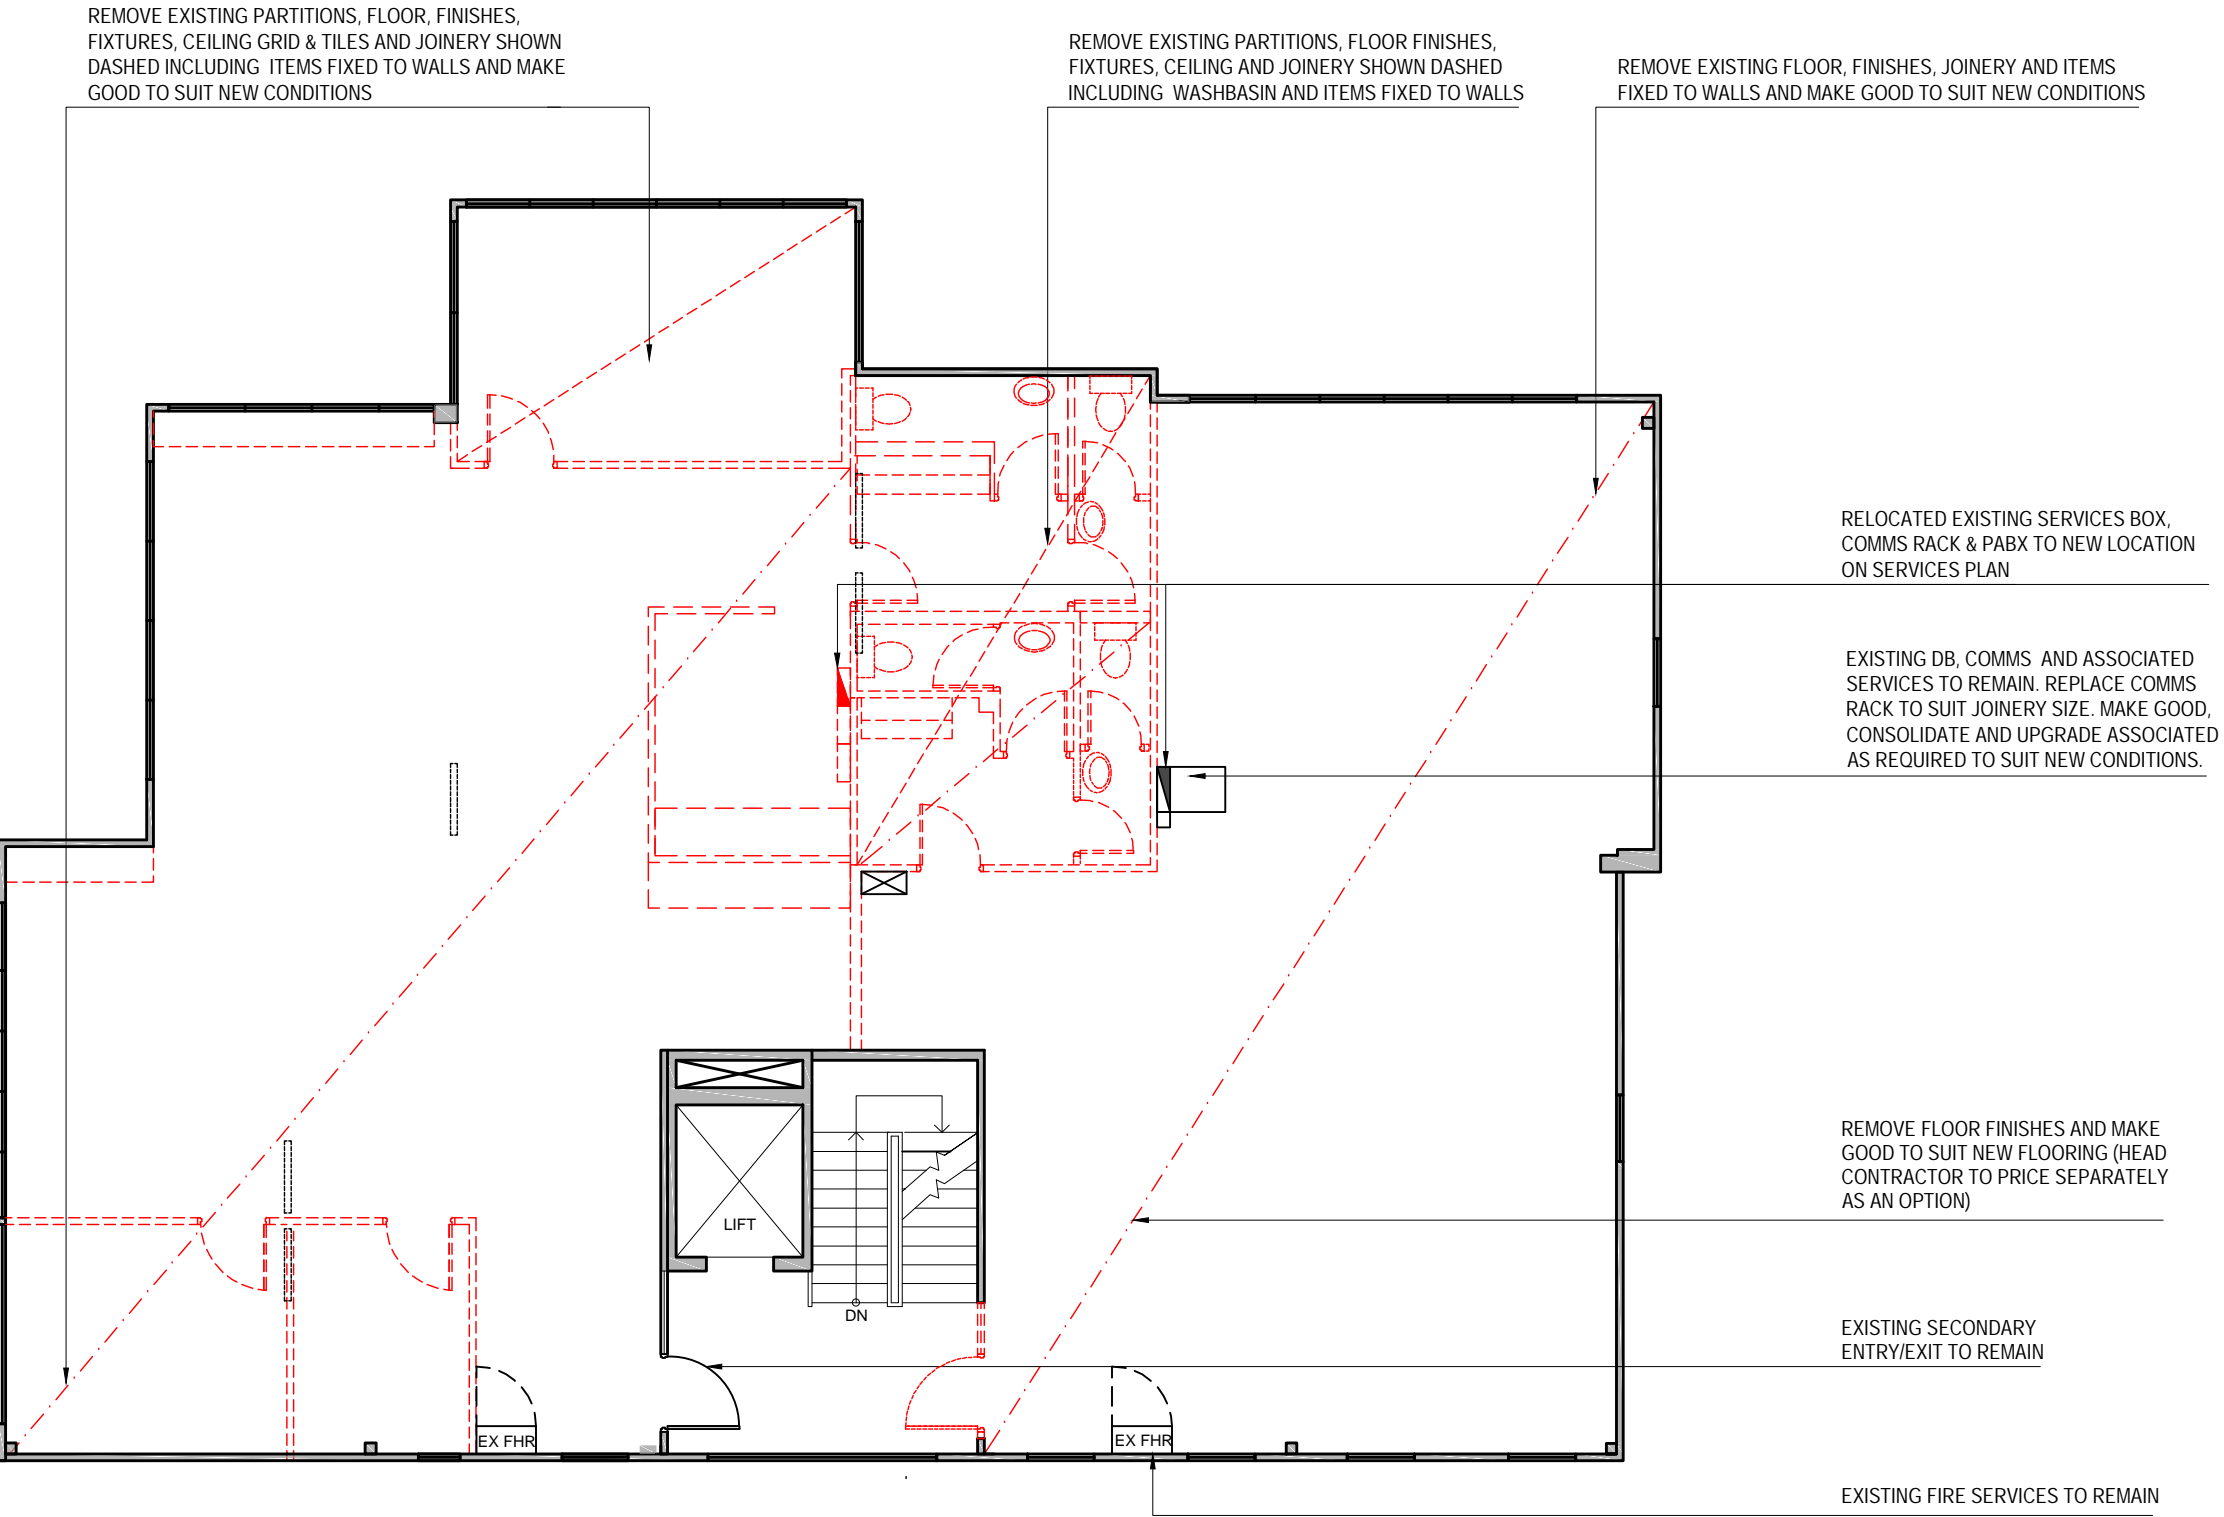 REMOVE EXISTING PARTITIONS, FLOOR, FINISHES,
FIXTURES, CEILING GRID & TILES AND JOINERY SHOWN
DASHED INCLUDING ITEMS FIXED TO WALLS AND MAKE
GOOD TO SUIT NEW CONDITIONS
REMOVE EXISTING PARTITIONS, FLOOR FINISHES,
FIXTURES, CEILING AND JOINERY SHOWN DASHED
INCLUDING WASHBASIN AND ITEMS FIXED TO WALLS
REMOVE EXISTING FLOOR, FINISHES, JOINERY AND ITEMS
FIXED TO WALLS AND MAKE GOOD TO SUIT NEW CONDITIONS
RELOCATED EXISTING SERVICES BOX,
COMMS RACK & PABX TO NEW LOCATION
ON SERVICES PLAN
EXISTING DB, COMMS AND ASSOCIATED
SERVICES TO REMAIN. REPLACE COMMS
RACK TO SUIT JOINERY SIZE. MAKE GOOD,
CONSOLIDATE AND UPGRADE ASSOCIATED
AS REQUIRED TO SUIT NEW CONDITIONS.
REMOVE FLOOR FINISHES AND MAKE
GOOD TO SUIT NEW FLOORING (HEAD
CONTRACTOR TO PRICE SEPARATELY
AS AN OPTION)
LIFT
DN
EXISTING SECONDARY
ENTRY/EXIT TO REMAIN
EX FHR
EX FHR
EXISTING FIRE SERVICES TO REMAIN